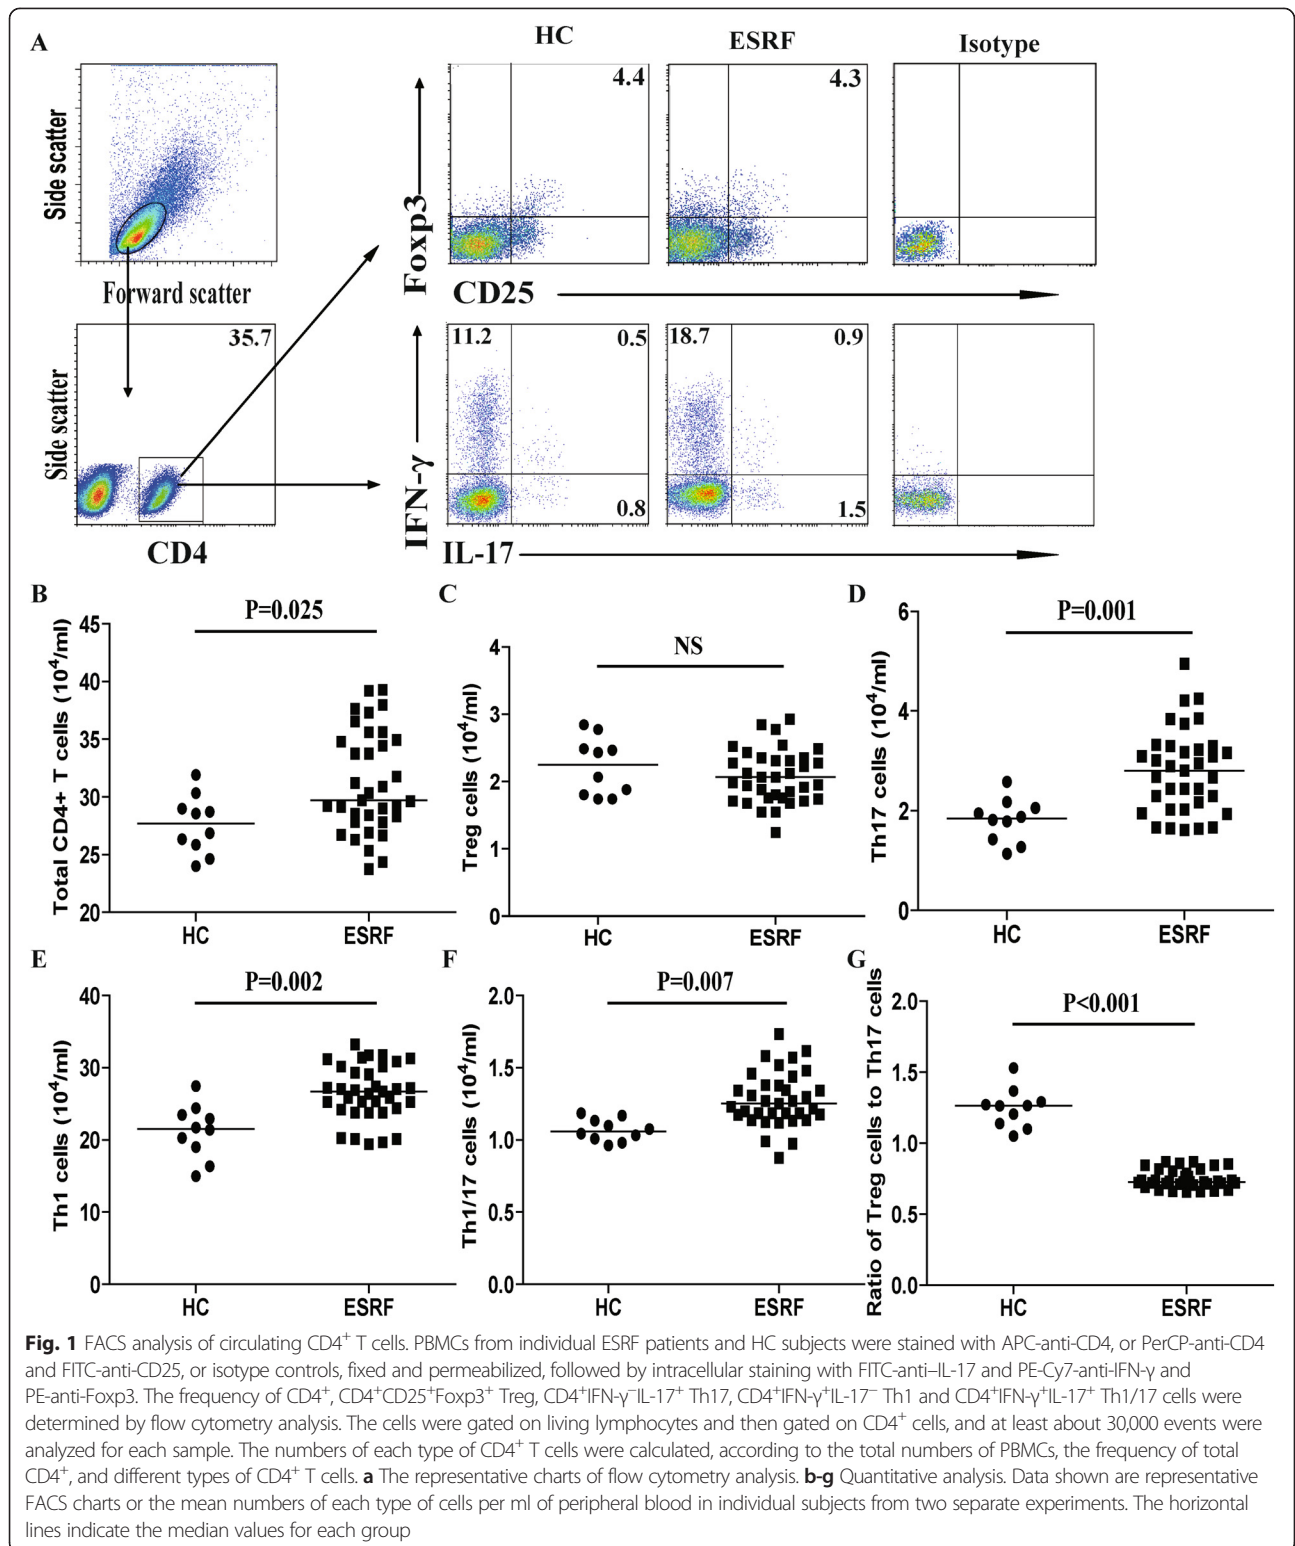 A
HC
ESRF
Isotype
Side scatter
Forward scatter
4.4
4.3
Foxp3
CD25
35.7
Side scatter
CD4
11.2
0.5
0.8
18.7
0.9
1.5
IFN-γ
IL-17
B
P=0.025
Total CD4+ T cells (10⁴/ml)
45
40
35
30
25
20
HC
ESRF
C
NS
Treg cells (10⁴/ml)
4
3
2
1
0
HC
ESRF
D
P=0.001
Th17 cells (10⁴/ml)
6
4
2
0
HC
ESRF
E
P=0.002
Th1 cells (10⁴/ml)
40
30
20
10
0
HC
ESRF
F
P=0.007
Th1/17 cells (10⁴/ml)
2.0
1.5
1.0
0.5
0.0
HC
ESRF
G
P<0.001
Ratio of Treg cells to Th17 cells
2.0
1.5
1.0
0.5
0.0
HC
ESRF
Fig. 1 FACS analysis of circulating CD4⁺ T cells. PBMCs from individual ESRF patients and HC subjects were stained with APC-anti-CD4, or PerCP-anti-CD4
and FITC-anti-CD25, or isotype controls, fixed and permeabilized, followed by intracellular staining with FITC-anti–IL-17 and PE-Cy7-anti-IFN-γ and
PE-anti-Foxp3. The frequency of CD4⁺, CD4⁺CD25⁺Foxp3⁺ Treg, CD4⁺IFN-γ⁻IL-17⁺ Th17, CD4⁺IFN-γ⁺IL-17⁻ Th1 and CD4⁺IFN-γ⁺IL-17⁺ Th1/17 cells were
determined by flow cytometry analysis. The cells were gated on living lymphocytes and then gated on CD4⁺ cells, and at least about 30,000 events were
analyzed for each sample. The numbers of each type of CD4⁺ T cells were calculated, according to the total numbers of PBMCs, the frequency of total
CD4⁺, and different types of CD4⁺ T cells. a The representative charts of flow cytometry analysis. b-g Quantitative analysis. Data shown are representative
FACS charts or the mean numbers of each type of cells per ml of peripheral blood in individual subjects from two separate experiments. The horizontal
lines indicate the median values for each group